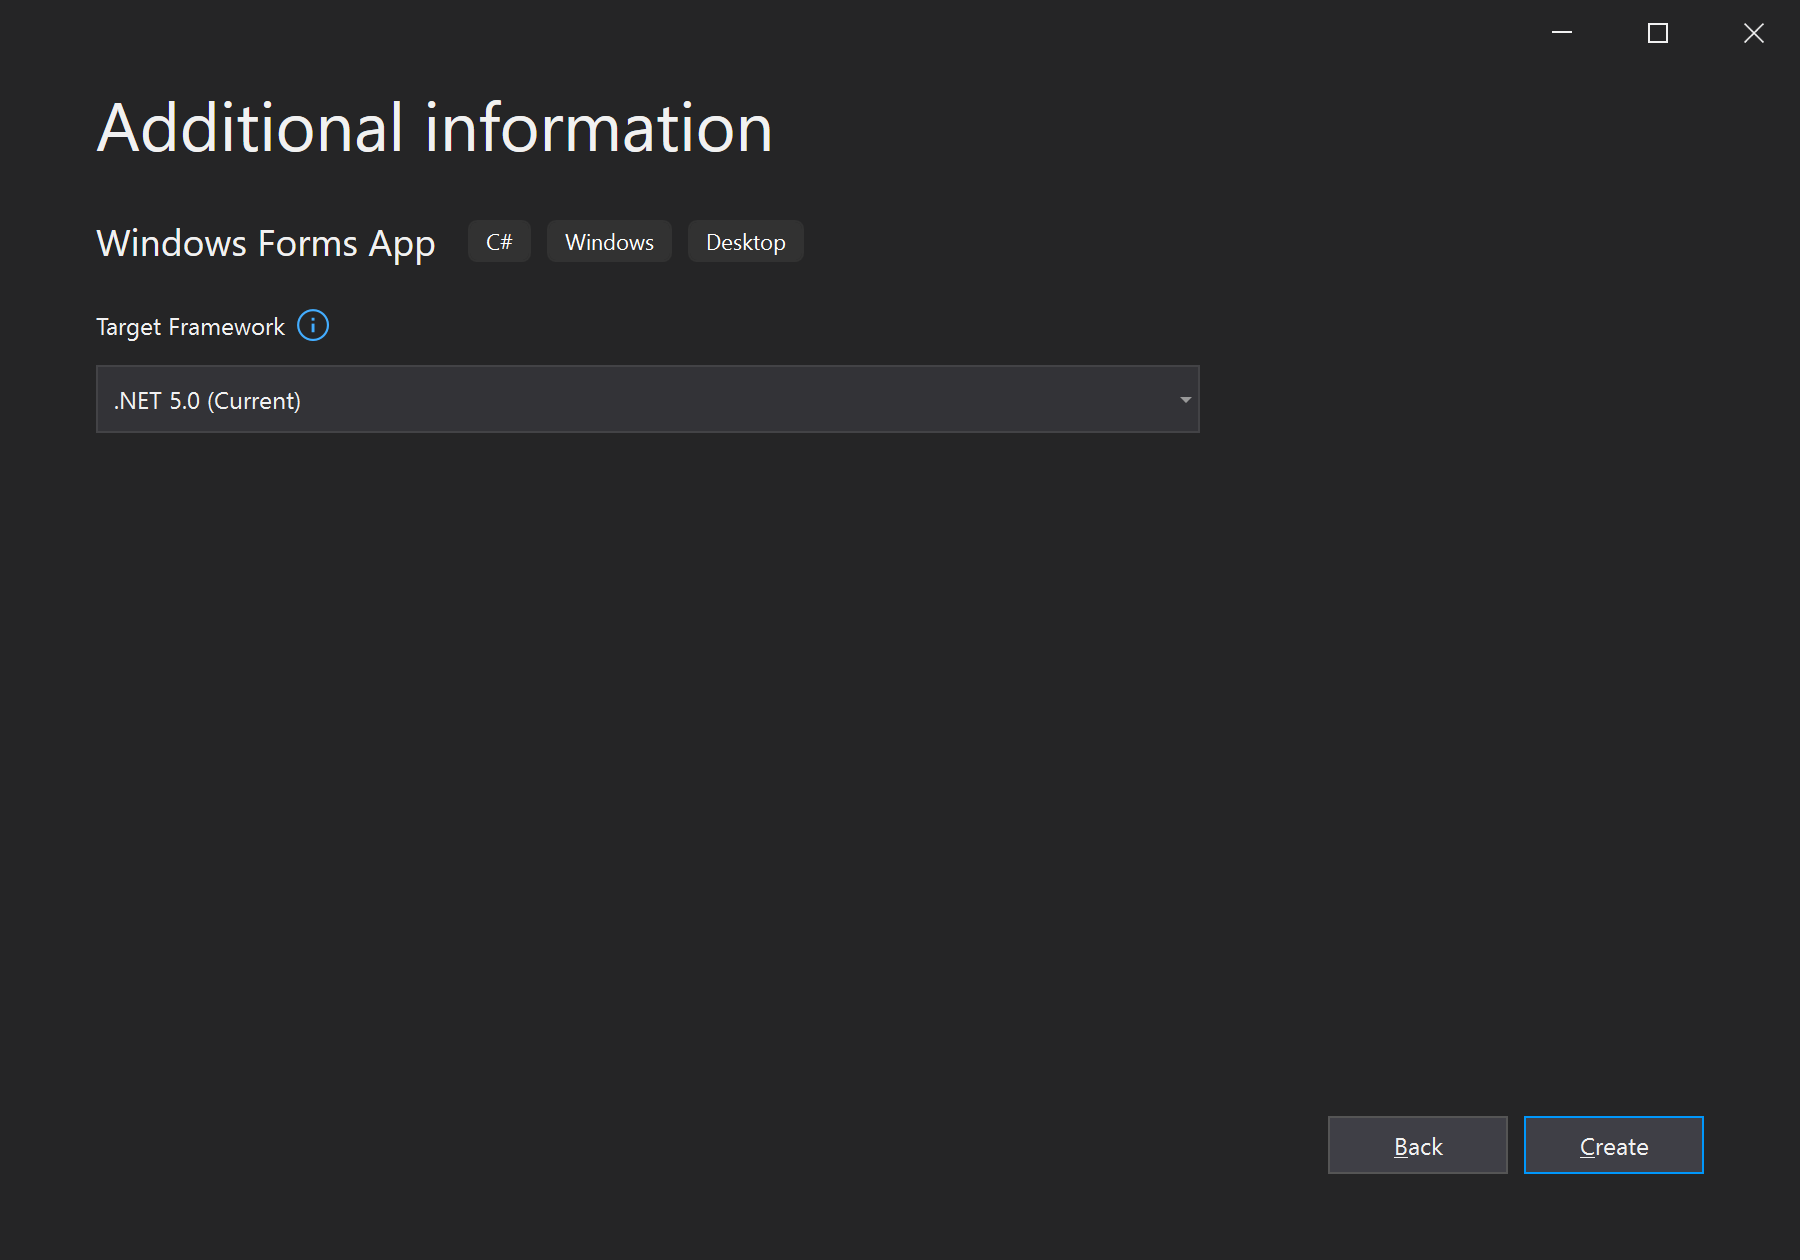 Additional information
Windows Forms App C# Windows Desktop
Target Framework
.NET 5.0 (Current)
Back Create